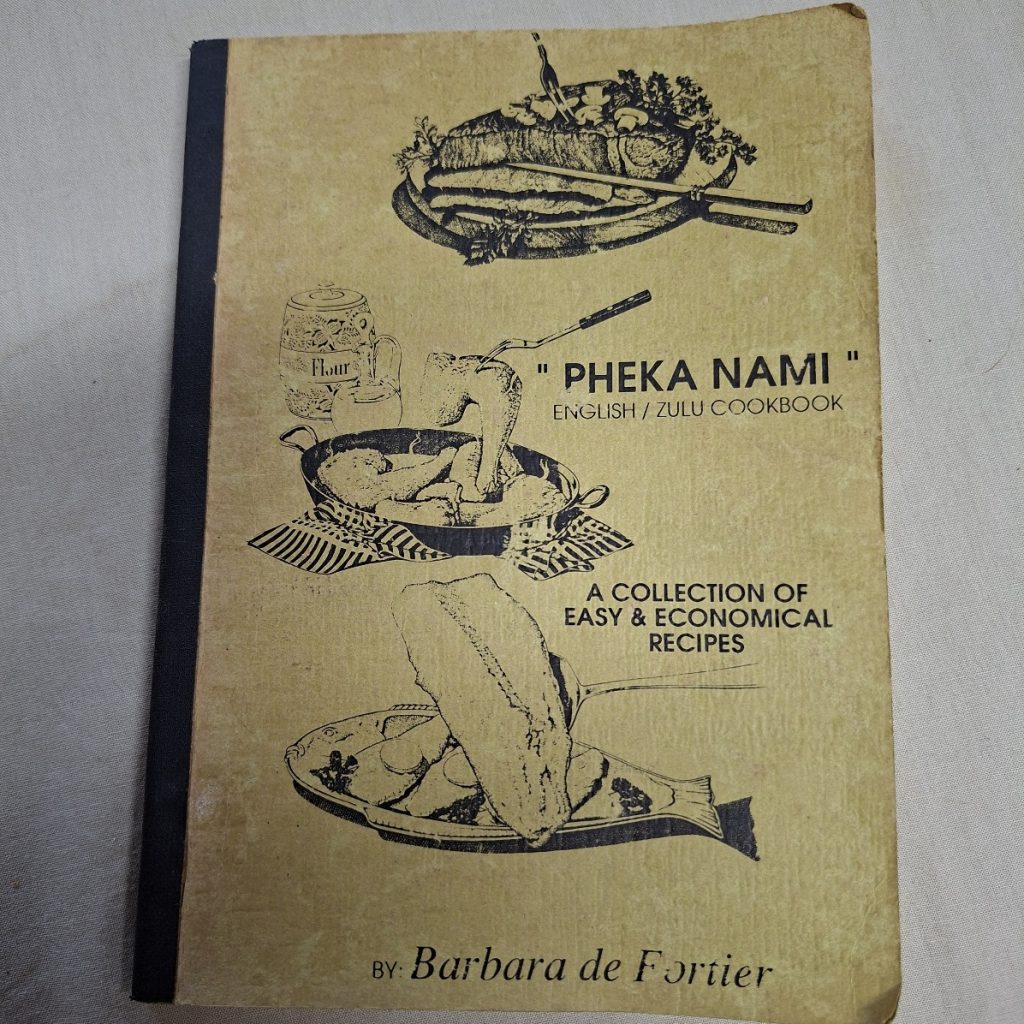 Flour
" PHEKA NAMI "
ENGLISH / ZULU COOKBOOK
A COLLECTION OF
EASY & ECONOMICAL
RECIPES
BY: Barbara de Fortier